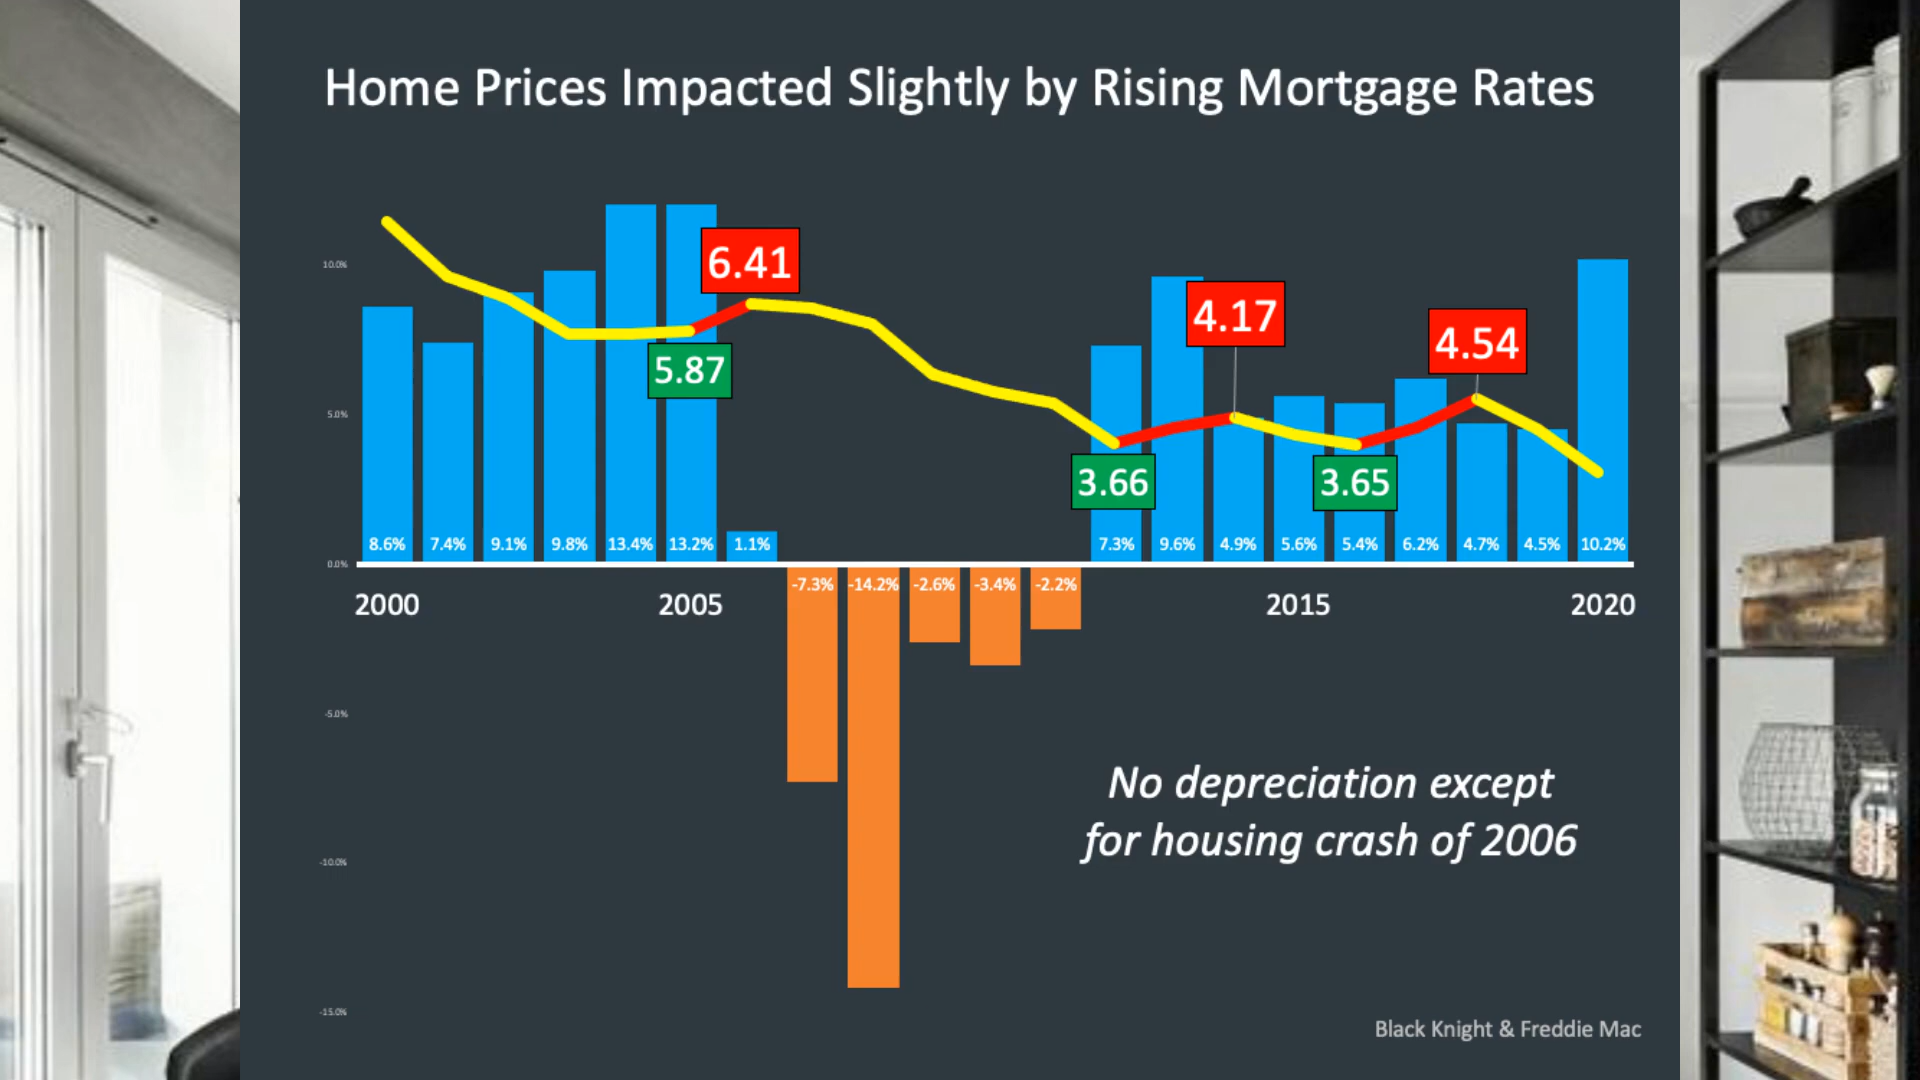 Home Prices Impacted Slightly by Rising Mortgage Rates
10.0%
5.0%
0.0%
-5.0%
-10.0%
-15.0%
6.41
5.87
4.17
4.54
3.66
3.65
8.6% 7.4% 9.1% 9.8% 13.4% 13.2% 1.1% 7.3% 9.6% 4.9% 5.6% 5.4% 6.2% 4.7% 4.5% 10.2%
-7.3% -14.2% -2.6% -3.4% -2.2%
2000 2005 2015 2020
No depreciation except
for housing crash of 2006
Black Knight & Freddie Mac